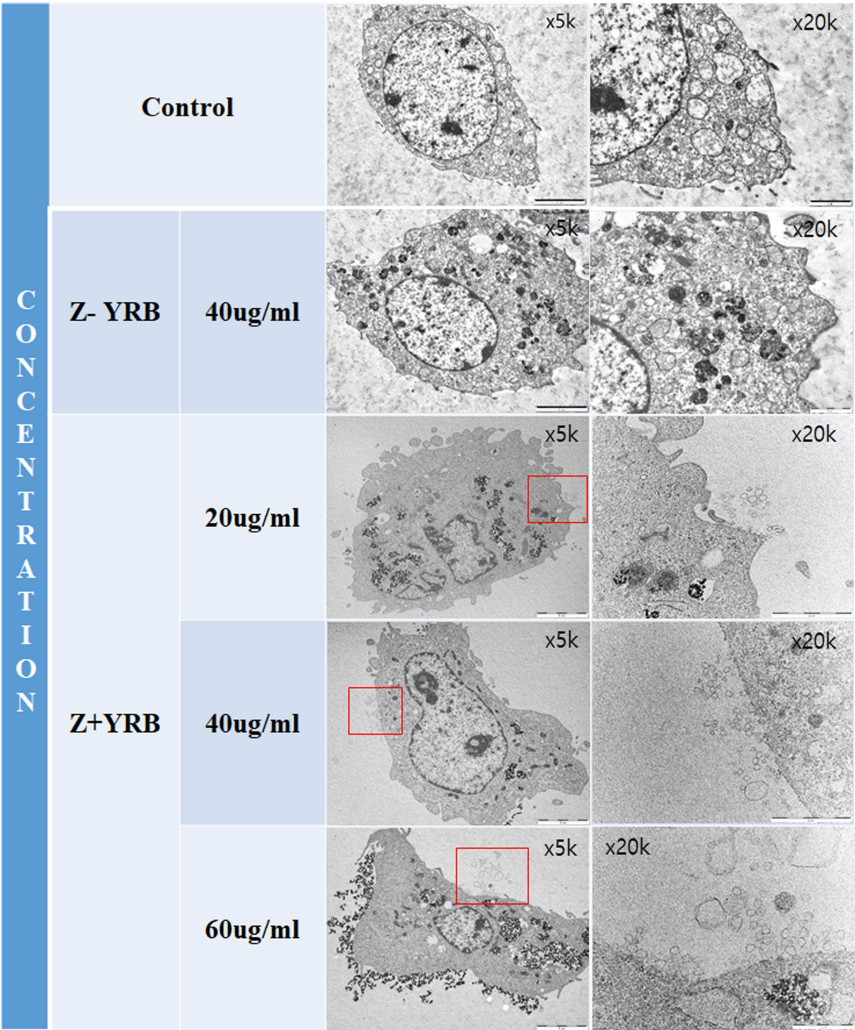 CONCENTRATION
Control
x5k
x20k
Z- YRB
40ug/ml
x5k
x20k
20ug/ml
x5k
x20k
Z+YRB
40ug/ml
x5k
x20k
60ug/ml
x5k
x20k